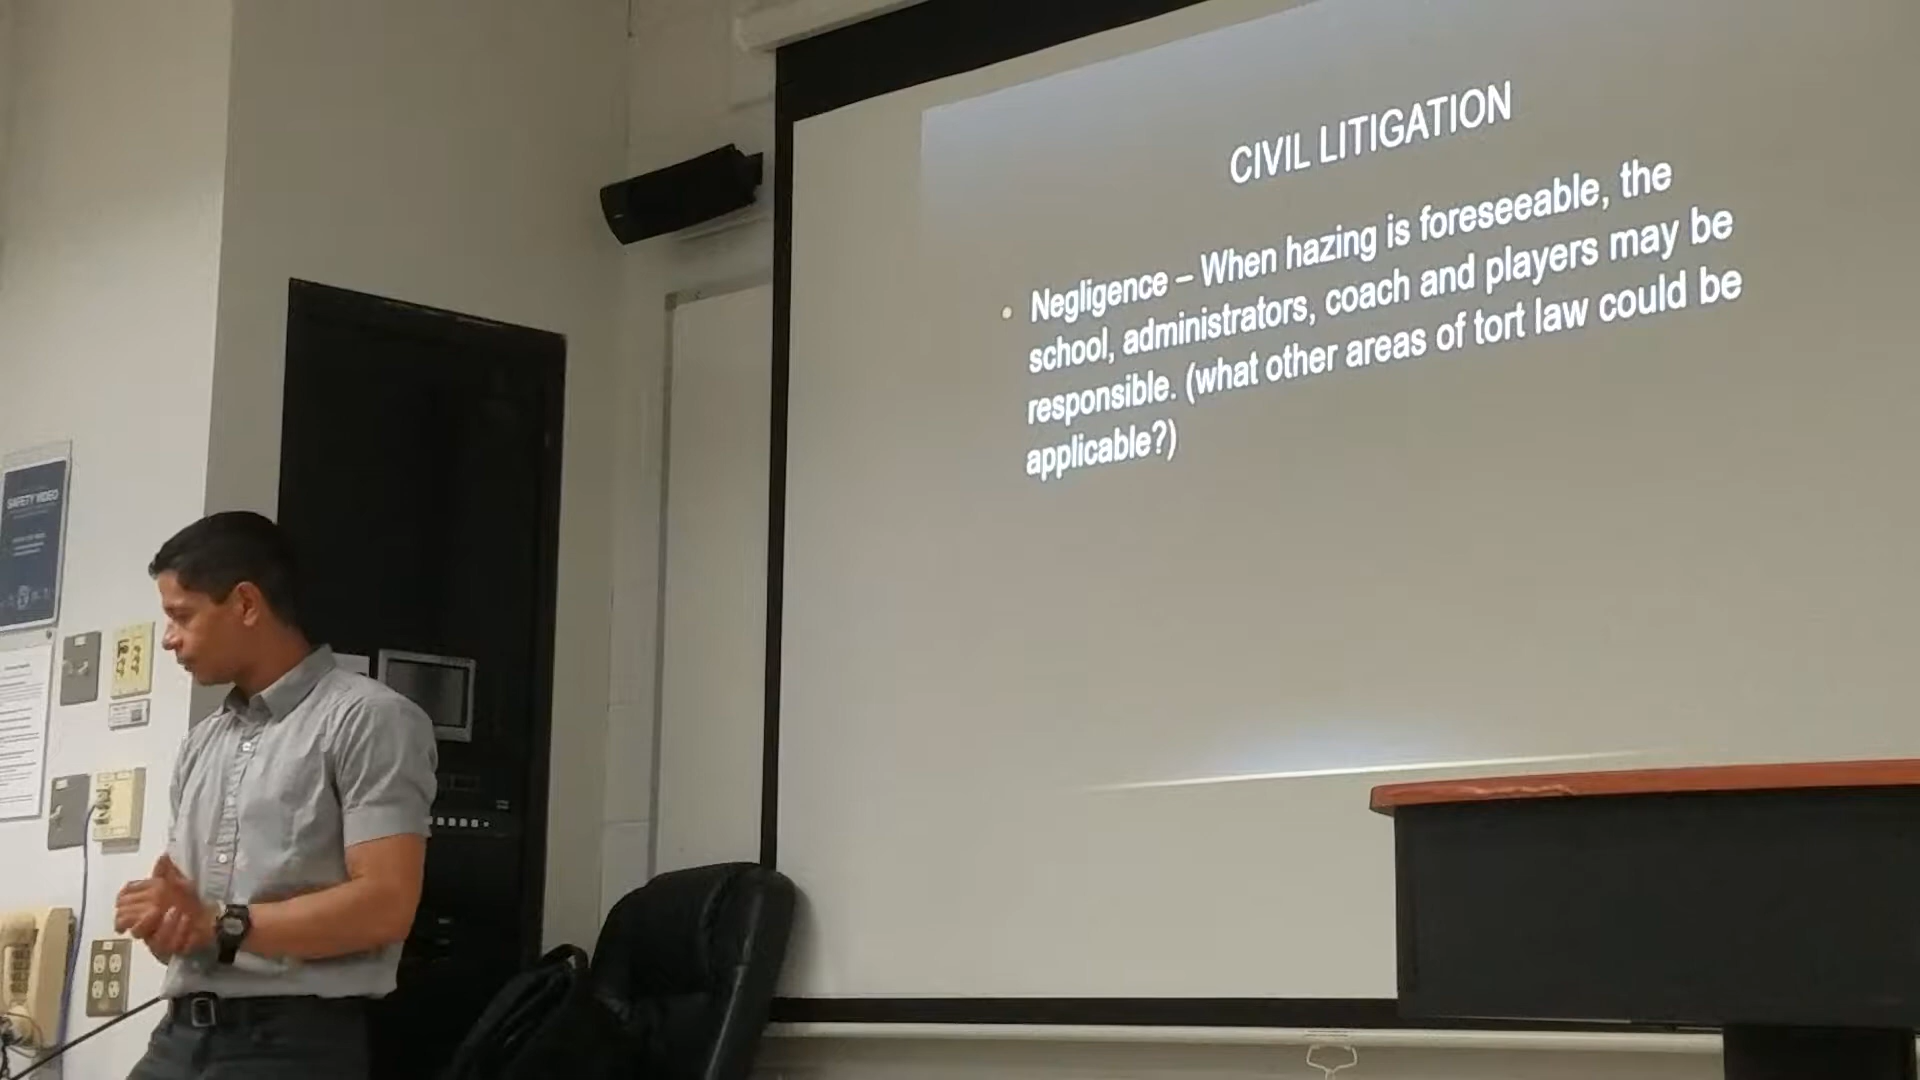 CIVIL LITIGATION
• Negligence – When hazing is foreseeable, the
school, administrators, coach and players may be
responsible. (what other areas of tort law could be
applicable?)
SAFETY VIDEO